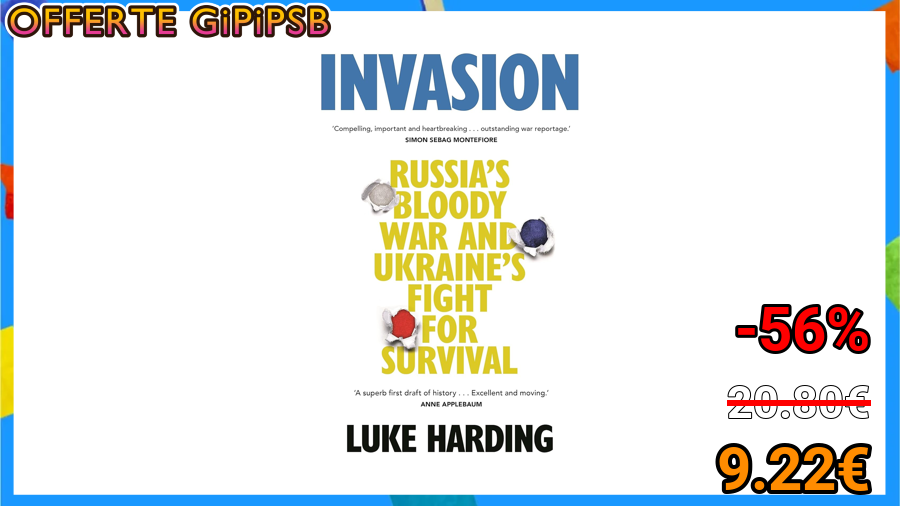 OFFERTE GiPiPSB
INVASION
'Compelling, important and heartbreaking . . . outstanding war reportage.'
SIMON SEBAG MONTEFIORE
RUSSIA'S
BLOODY
WAR AND
UKRAINE'S
FIGHT
FOR
SURVIVAL
'A superb first draft of history . . . Excellent and moving.'
ANNE APPLEBAUM
LUKE HARDING
-56%
20.80€
9.22€